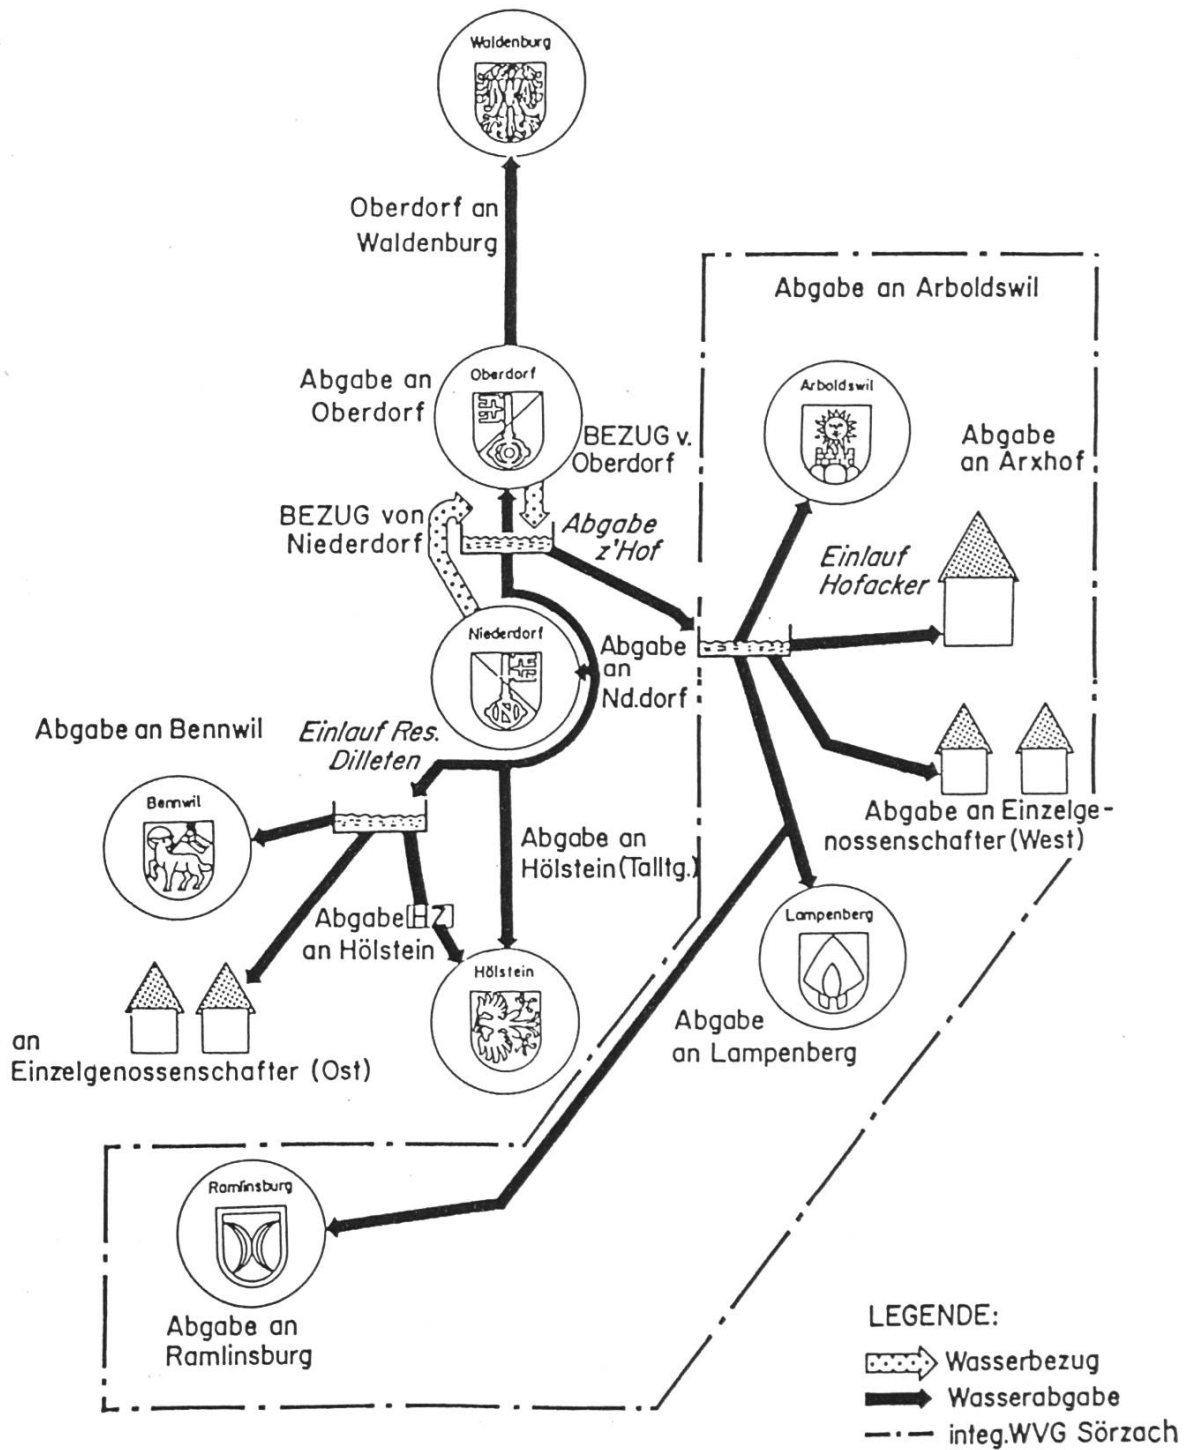 Waldenburg
Oberdorf an
Waldenburg
Abgabe an Arboldswil
Abgabe an
Oberdorf
Oberdorf
Arboldswil
BEZUG v.
Oberdorf
Abgabe
an Arxhof
BEZUG von
Niederdorf
Abgabe
z'Hof
Einlauf
Hofacker
Niederdorf
Abgabe
an
Nd.dorf
Abgabe an Bennwil
Einlauf Res.
Dilleten
Bennwil
Abgabe an
Hölstein (Talltg.)
Abgabe an Einzelge-
nossenschafter (West)
Abgabe HZ
an Hölstein
Lampenberg
Hölstein
an
Einzelgenossenschafter (Ost)
Abgabe
an Lampenberg
Ramlinsburg
Abgabe an
Ramlinsburg
LEGENDE:
Wasserbezug
Wasserabgabe
integ.WVG Sörzach